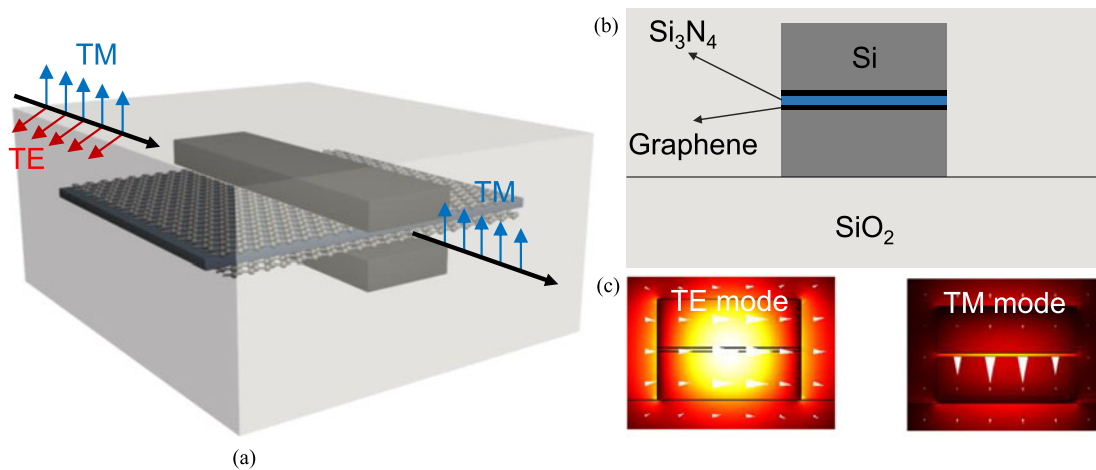 TM
TE
TM
(a)
(b)
Si₃N₄
Si
Graphene
SiO₂
(c)
TE mode
TM mode